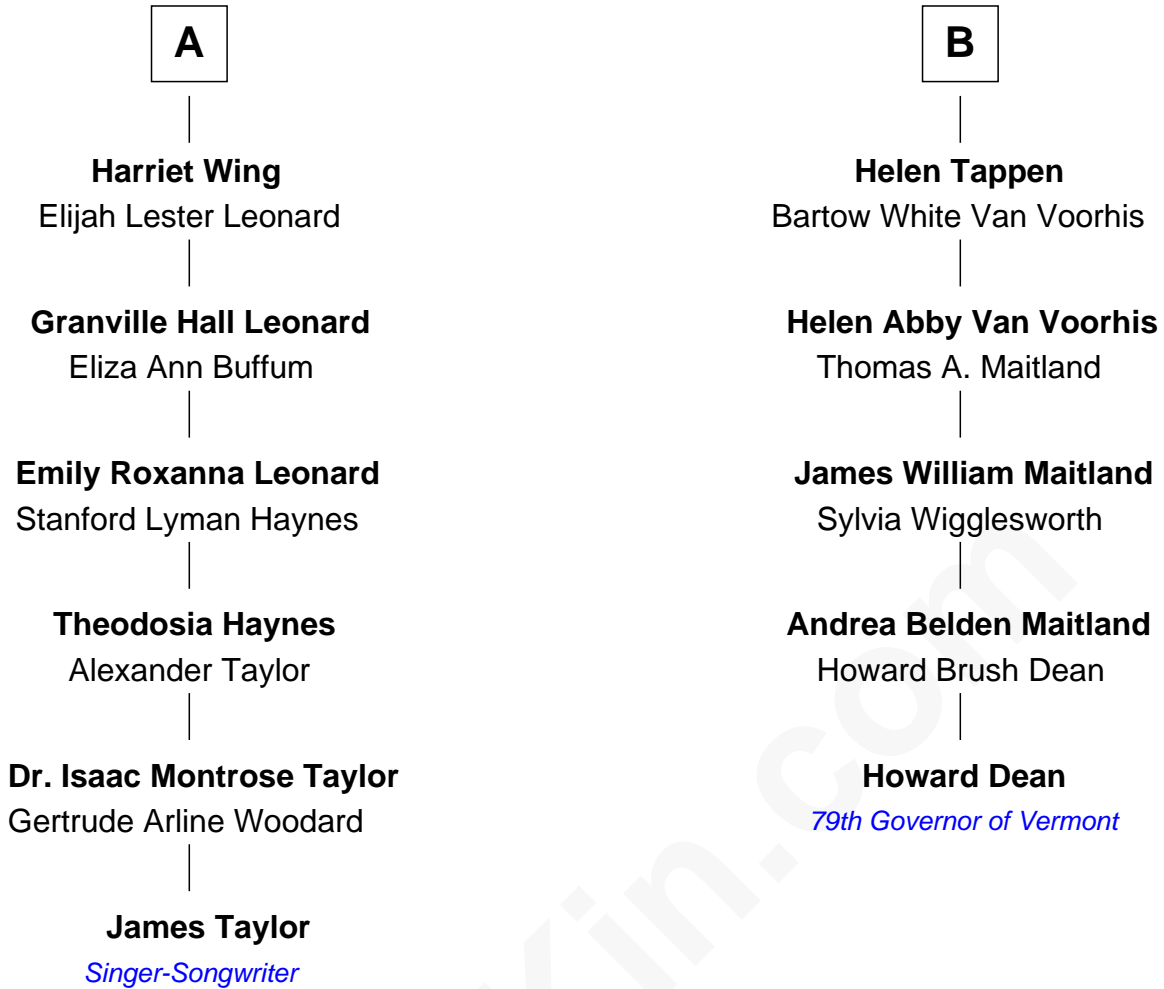 A
Harriet Wing
Elijah Lester Leonard
Granville Hall Leonard
Eliza Ann Buffum
Emily Roxanna Leonard
Stanford Lyman Haynes
Theodosia Haynes
Alexander Taylor
Dr. Isaac Montrose Taylor
Gertrude Arline Woodard
James Taylor
Singer-Songwriter
B
Helen Tappen
Bartow White Van Voorhis
Helen Abby Van Voorhis
Thomas A. Maitland
James William Maitland
Sylvia Wigglesworth
Andrea Belden Maitland
Howard Brush Dean
Howard Dean
79th Governor of Vermont
Kin.com